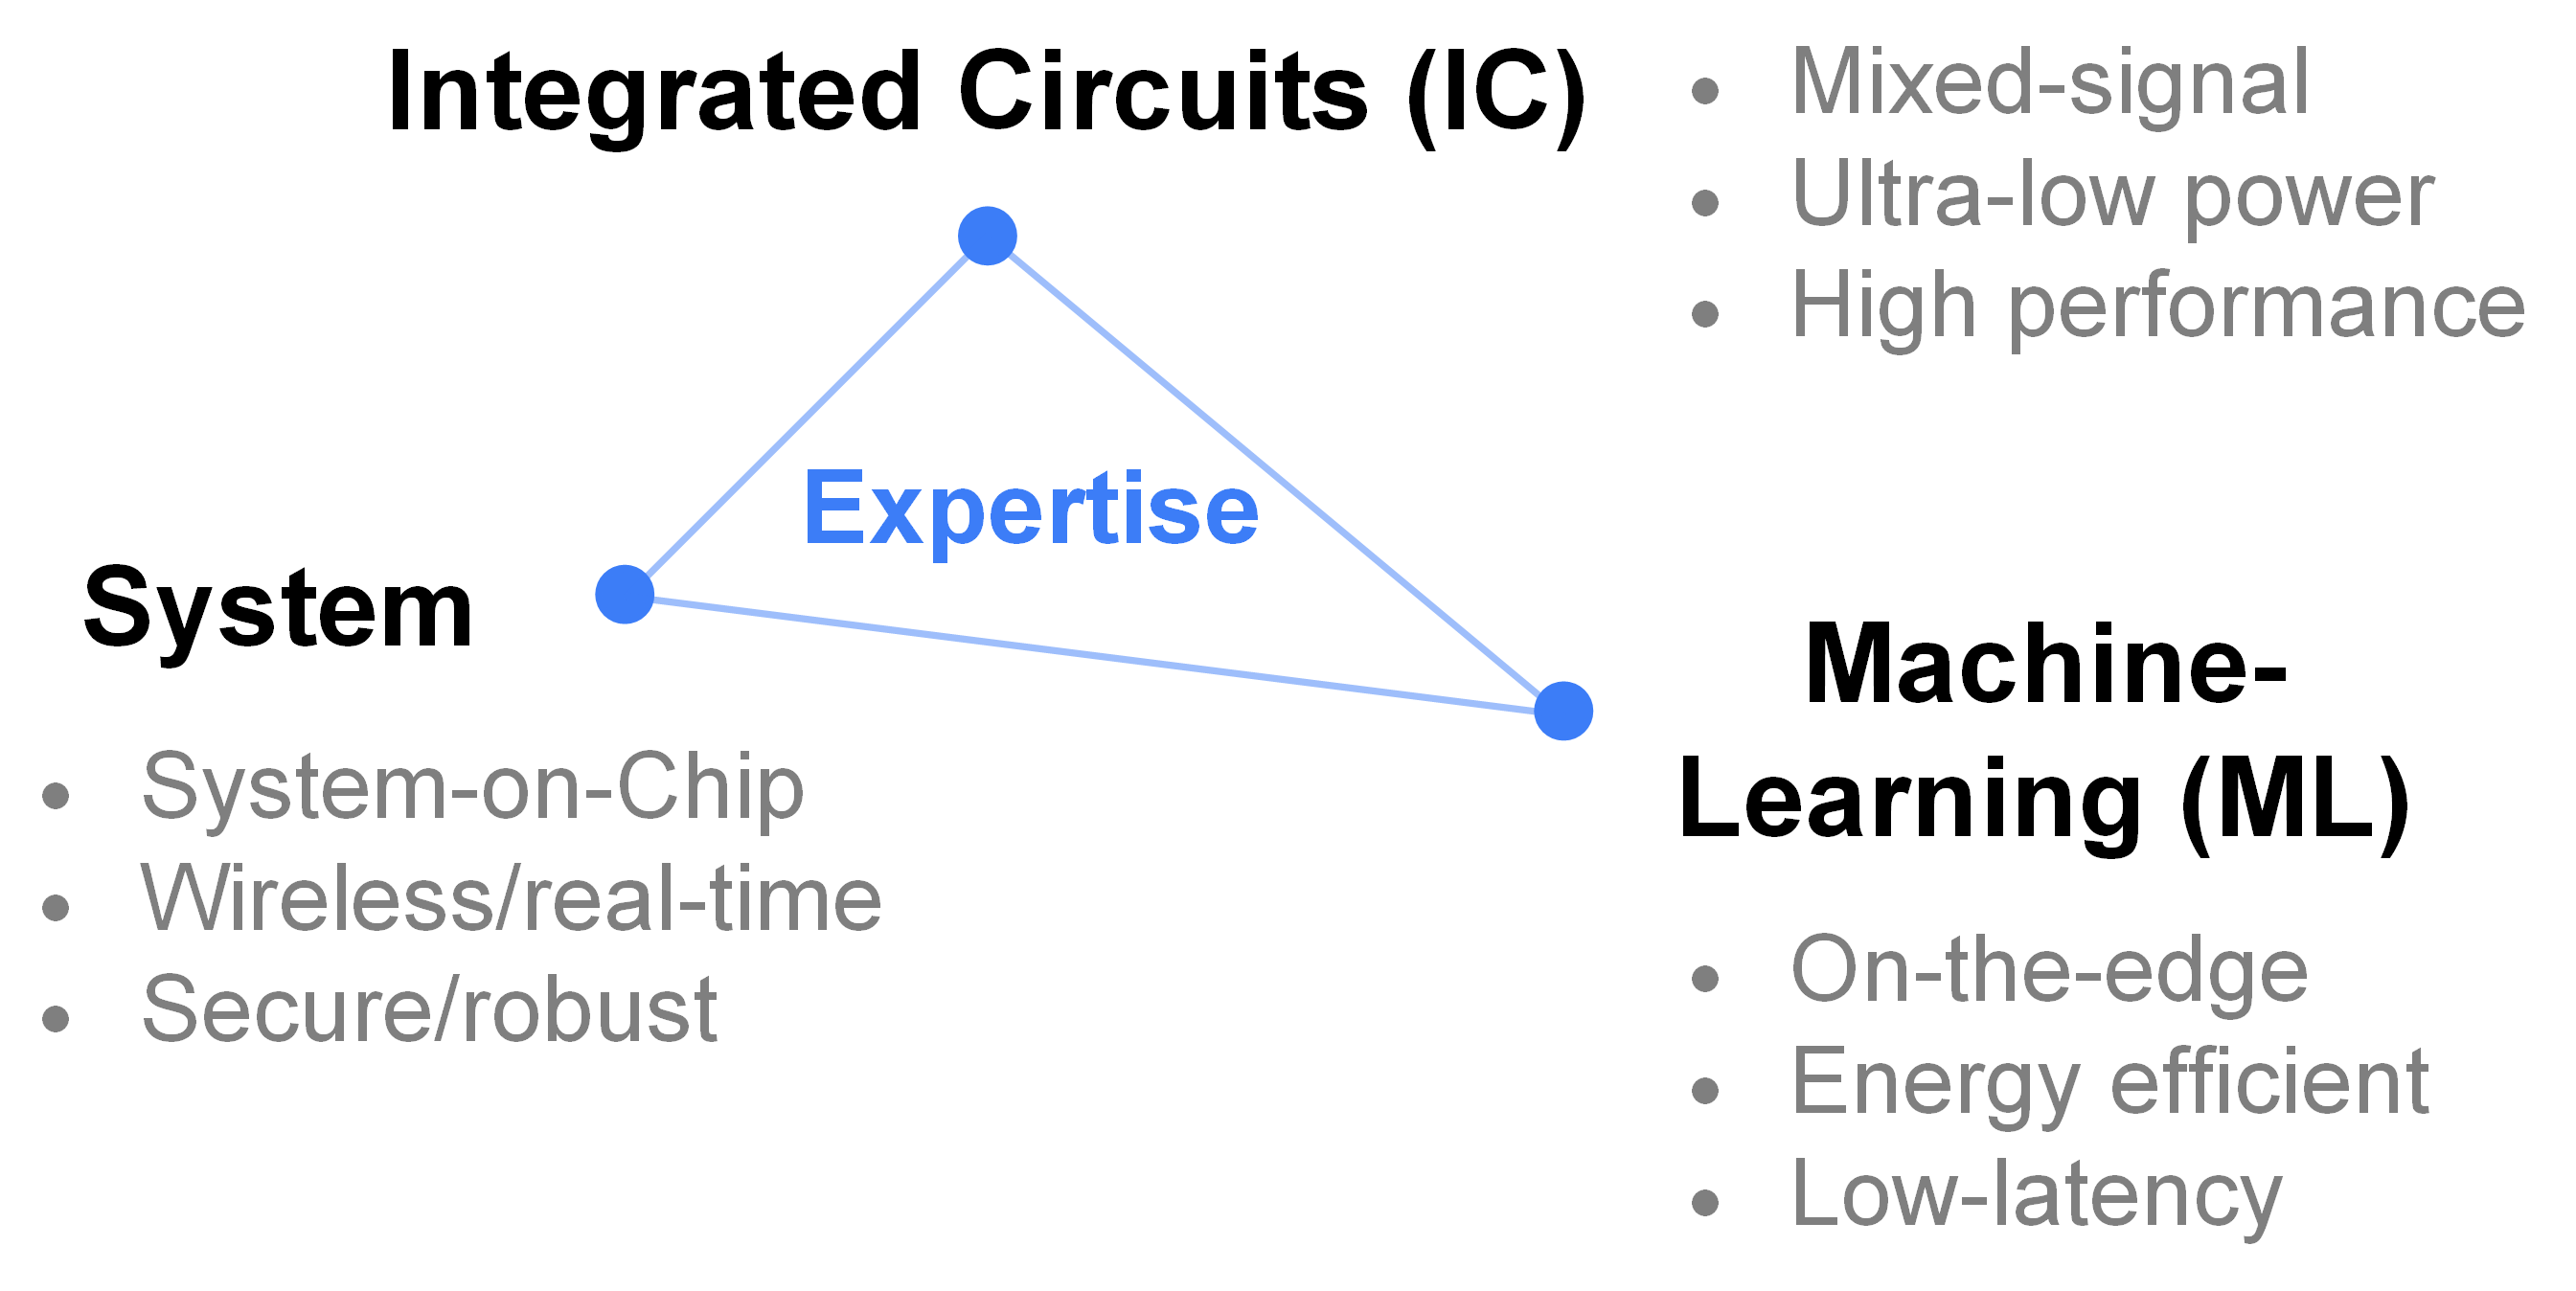 Integrated Circuits (IC)
• Mixed-signal
• Ultra-low power
• High performance
Expertise
System
• System-on-Chip
• Wireless/real-time
• Secure/robust
Machine-
Learning (ML)
• On-the-edge
• Energy efficient
• Low-latency